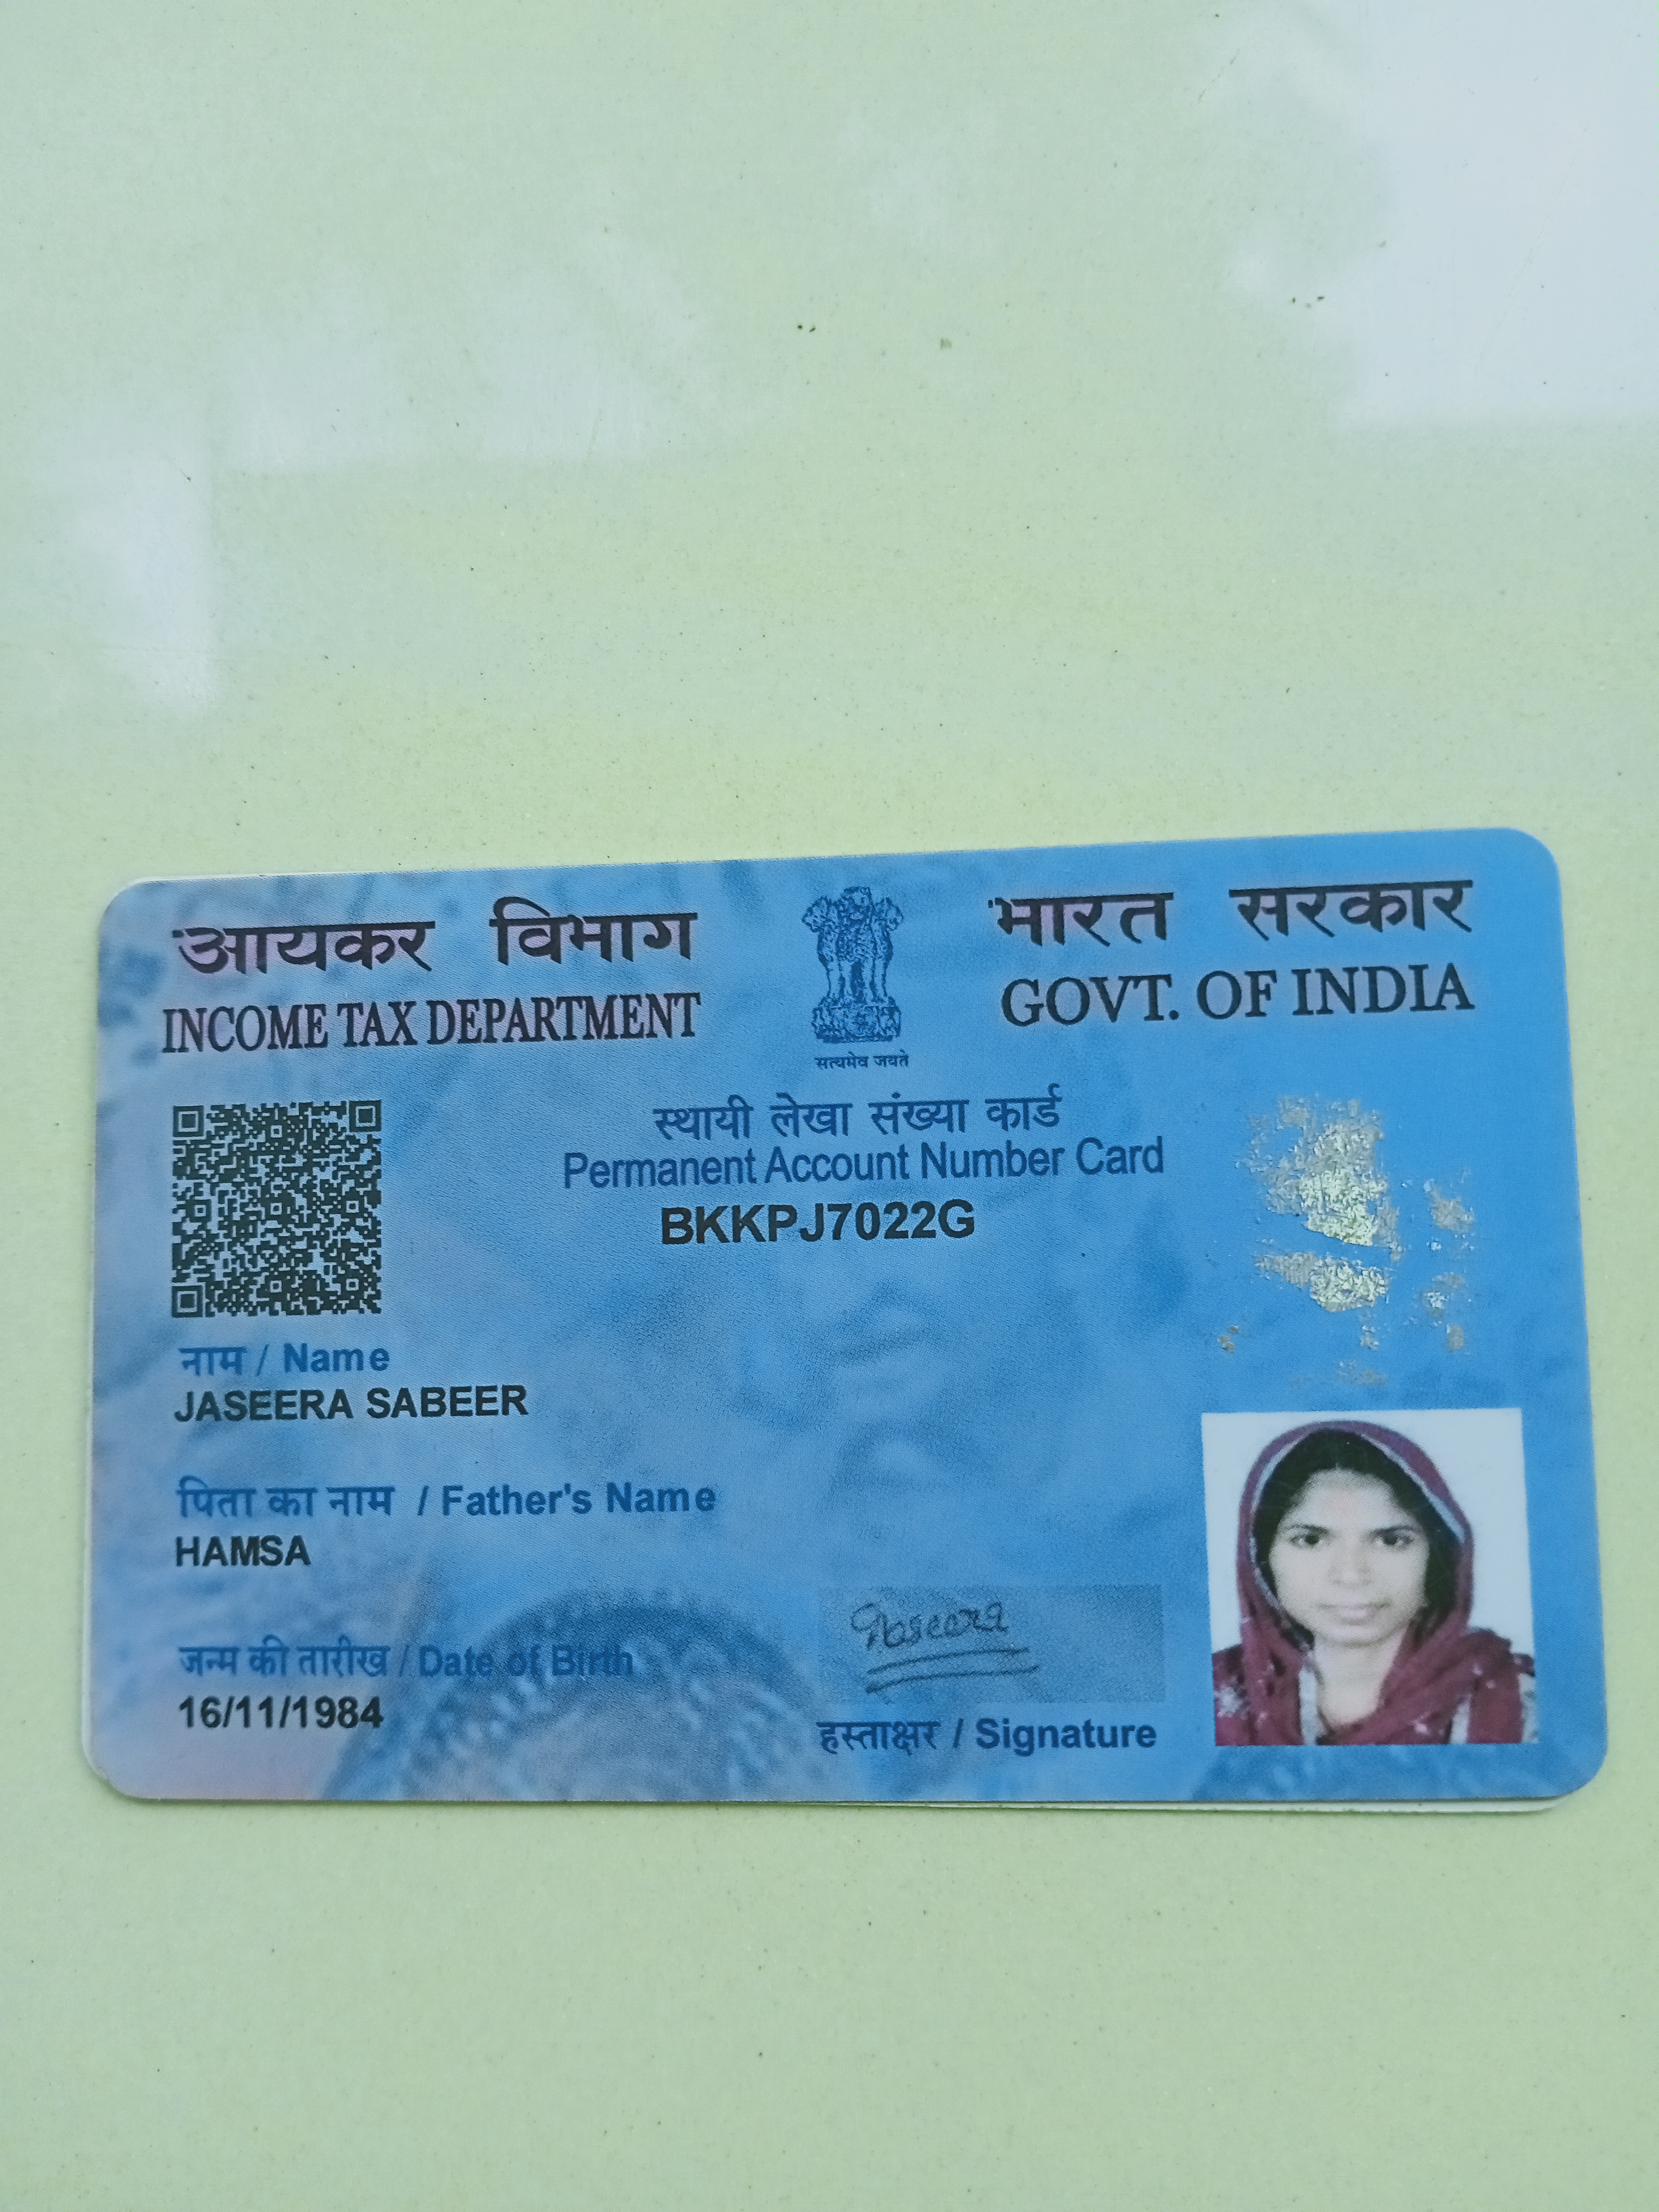 आयकर विभाग
INCOME TAX DEPARTMENT
सत्यमेव जयते
भारत सरकार
GOVT. OF INDIA
स्थायी लेखा संख्या कार्ड
Permanent Account Number Card
BKKPJ7022G
नाम / Name
JASEERA SABEER
पिता का नाम / Father's Name
HAMSA
जन्म की तारीख / Date of Birth
16/11/1984
Jaseera
हस्ताक्षर / Signature